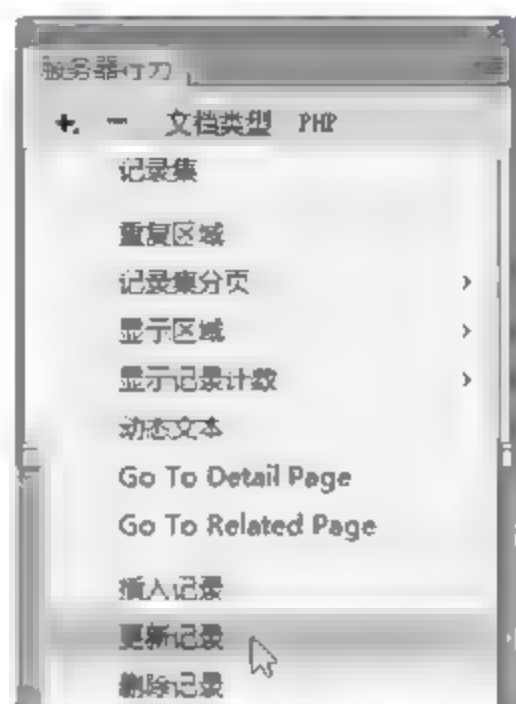 服务器行为
+. － 文档类型 PHP
记录集
重复区域
记录集分页 >
显示区域 >
显示记录计数 >
动态文本
Go To Detail Page
Go To Related Page
插入记录
更新记录
删除记录